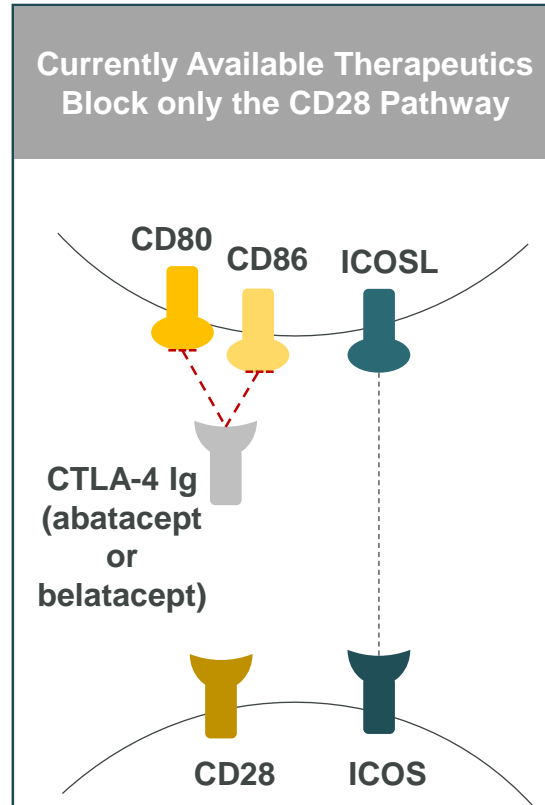 Currently Available Therapeutics
Block only the CD28 Pathway
CD80
CD86
ICOSL
CTLA-4 Ig
(abatacept
or
belatacept)
CD28
ICOS